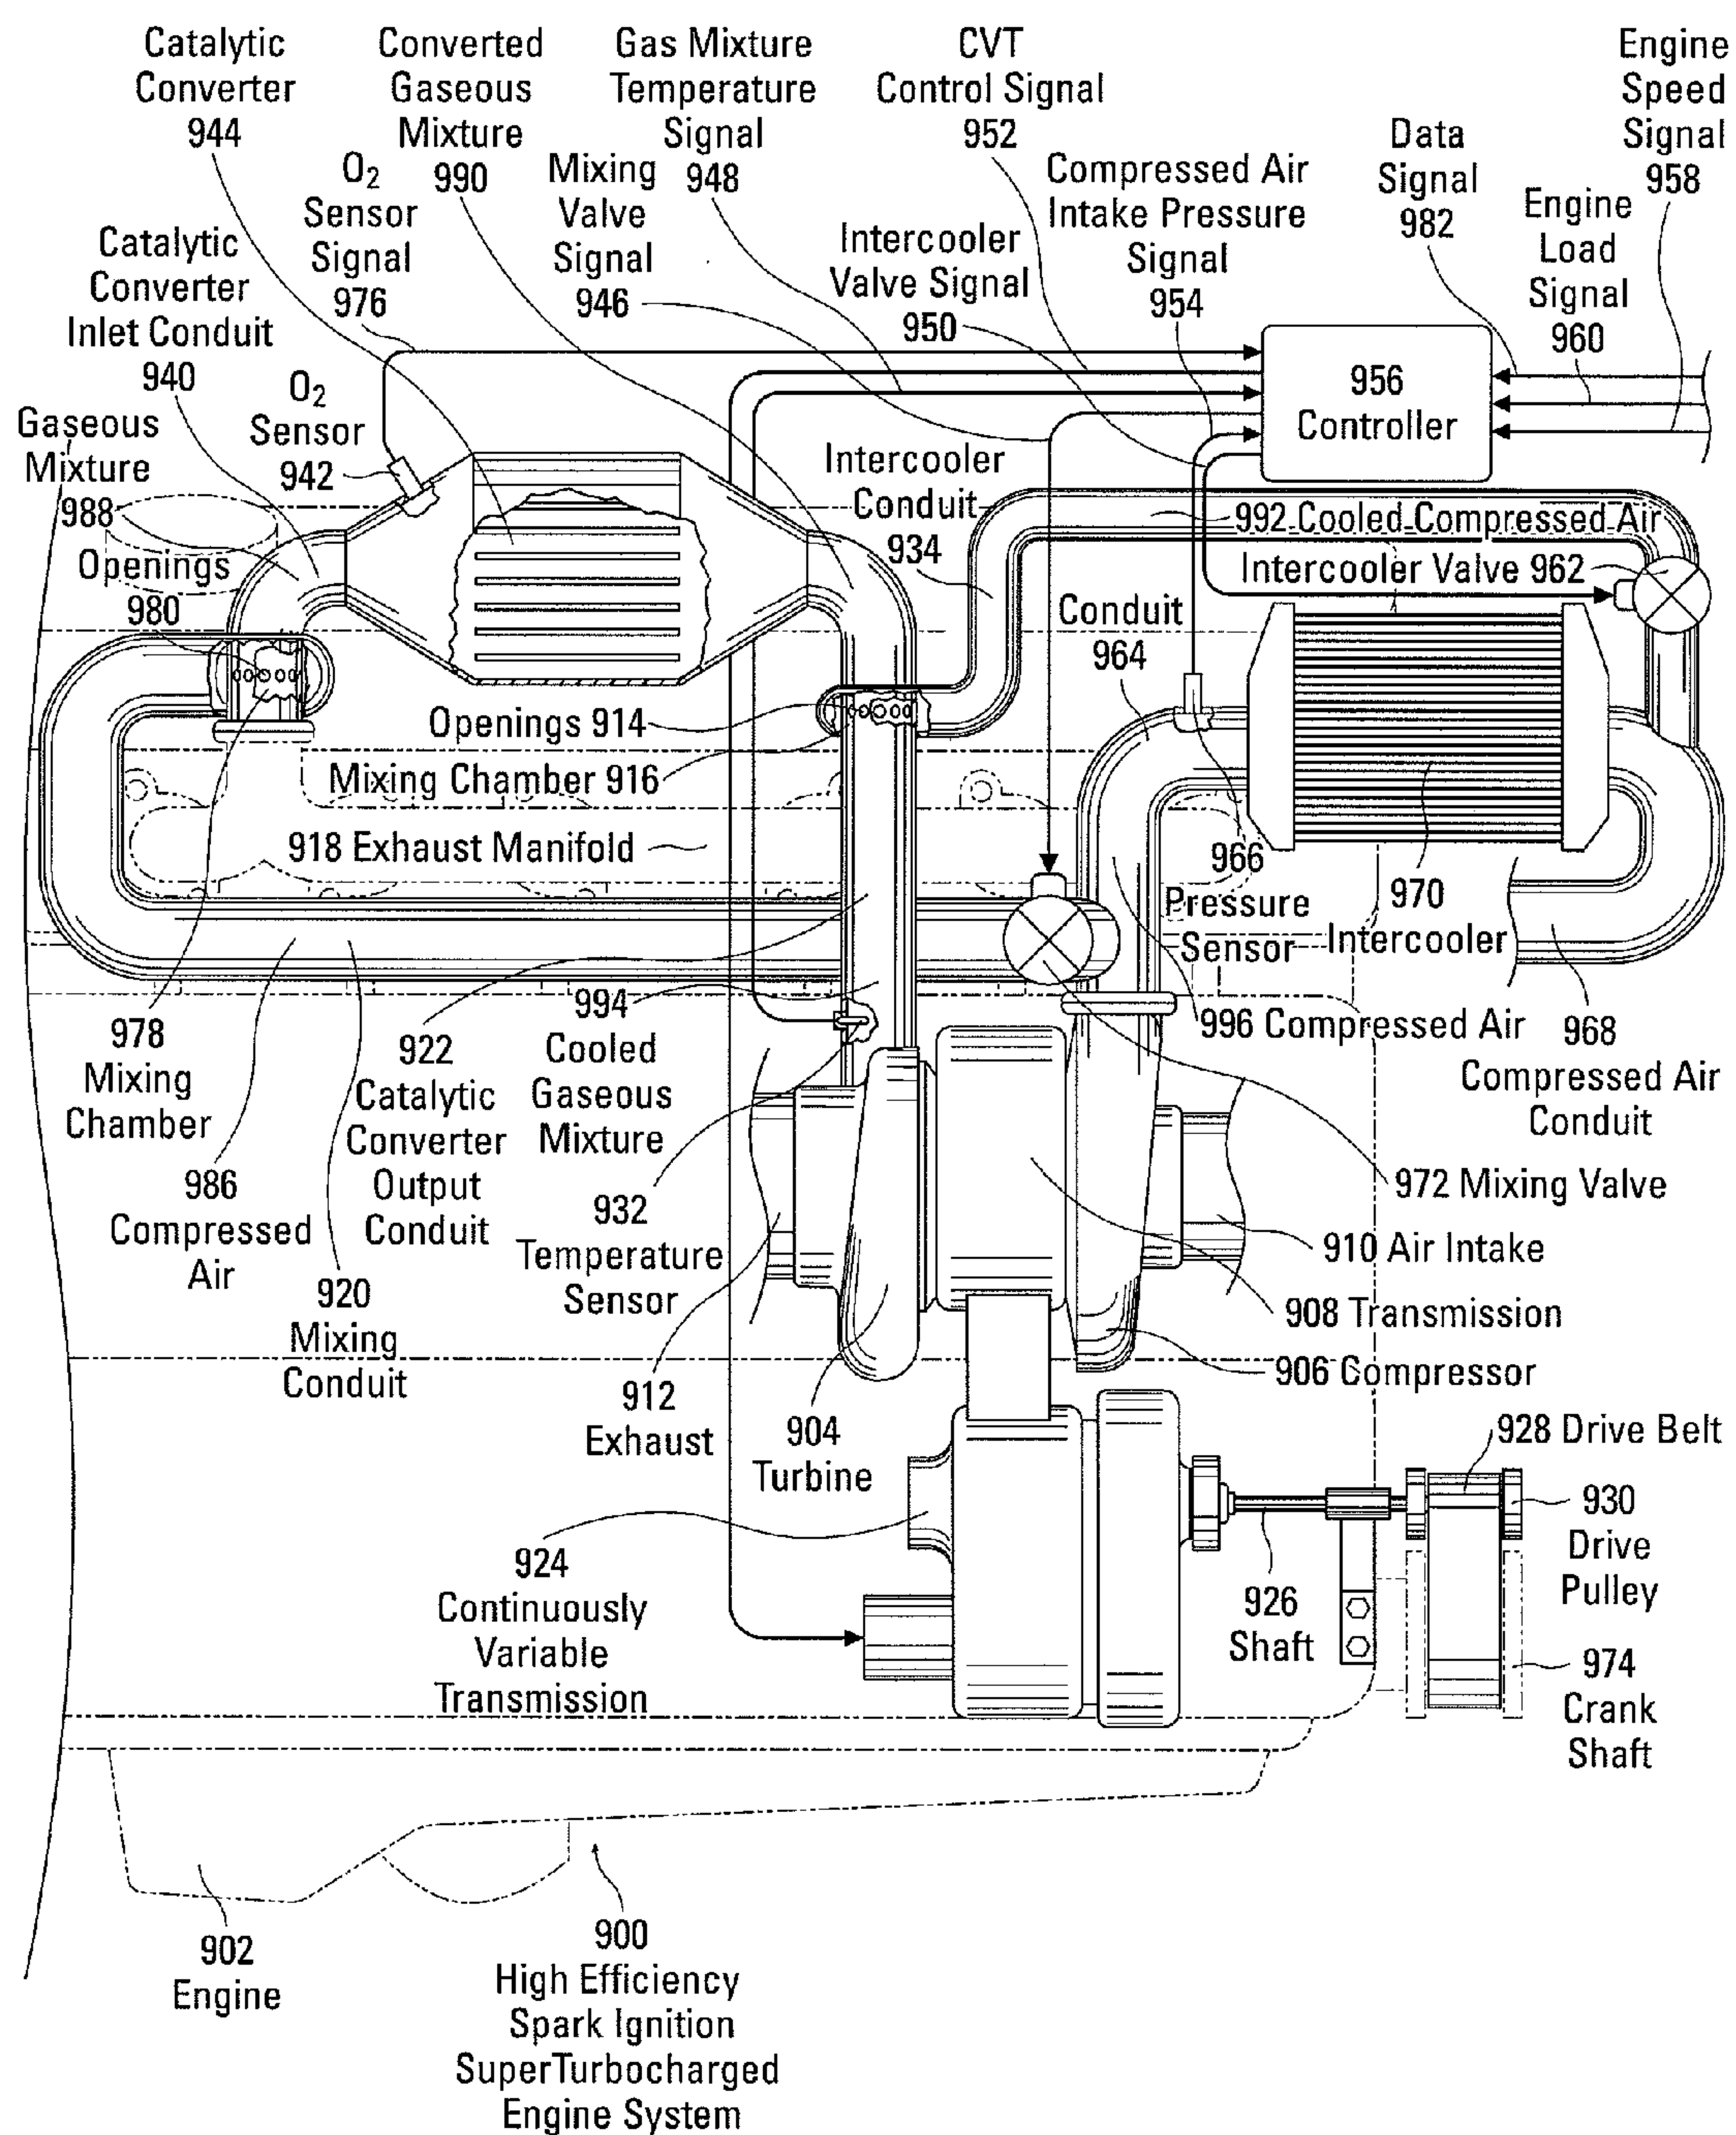 Catalytic
Converter
944
Converted
Gaseous
Mixture
990
Gas Mixture
Temperature
Signal
948
CVT
Control Signal
952
Engine
Speed
Signal
958
Data
Signal
982
Engine
Load
Signal
960
O2
Sensor
Signal
976
Mixing
Valve
Signal
946
Intercooler
Valve Signal
950
Compressed Air
Intake Pressure
Signal
954
Catalytic
Converter
Inlet Conduit
940
O2
Sensor
942
Gaseous
Mixture
988
Openings
980
956
Controller
Intercooler
Conduit
934
992 Cooled Compressed Air
Intercooler Valve 962
Conduit
964
Openings 914
Mixing Chamber 916
918 Exhaust Manifold
966
Pressure
Sensor
970
Intercooler
978
Mixing
Chamber
922
Catalytic
Converter
Output
Conduit
994
Cooled
Gaseous
Mixture
996 Compressed Air
968
Compressed Air
Conduit
986
Compressed
Air
920
Mixing
Conduit
932
Temperature
Sensor
972 Mixing Valve
910 Air Intake
908 Transmission
906 Compressor
912
Exhaust
904
Turbine
928 Drive Belt
930
Drive
Pulley
924
Continuously
Variable
Transmission
926
Shaft
974
Crank
Shaft
902
Engine
900
High Efficiency
Spark Ignition
SuperTurbocharged
Engine System